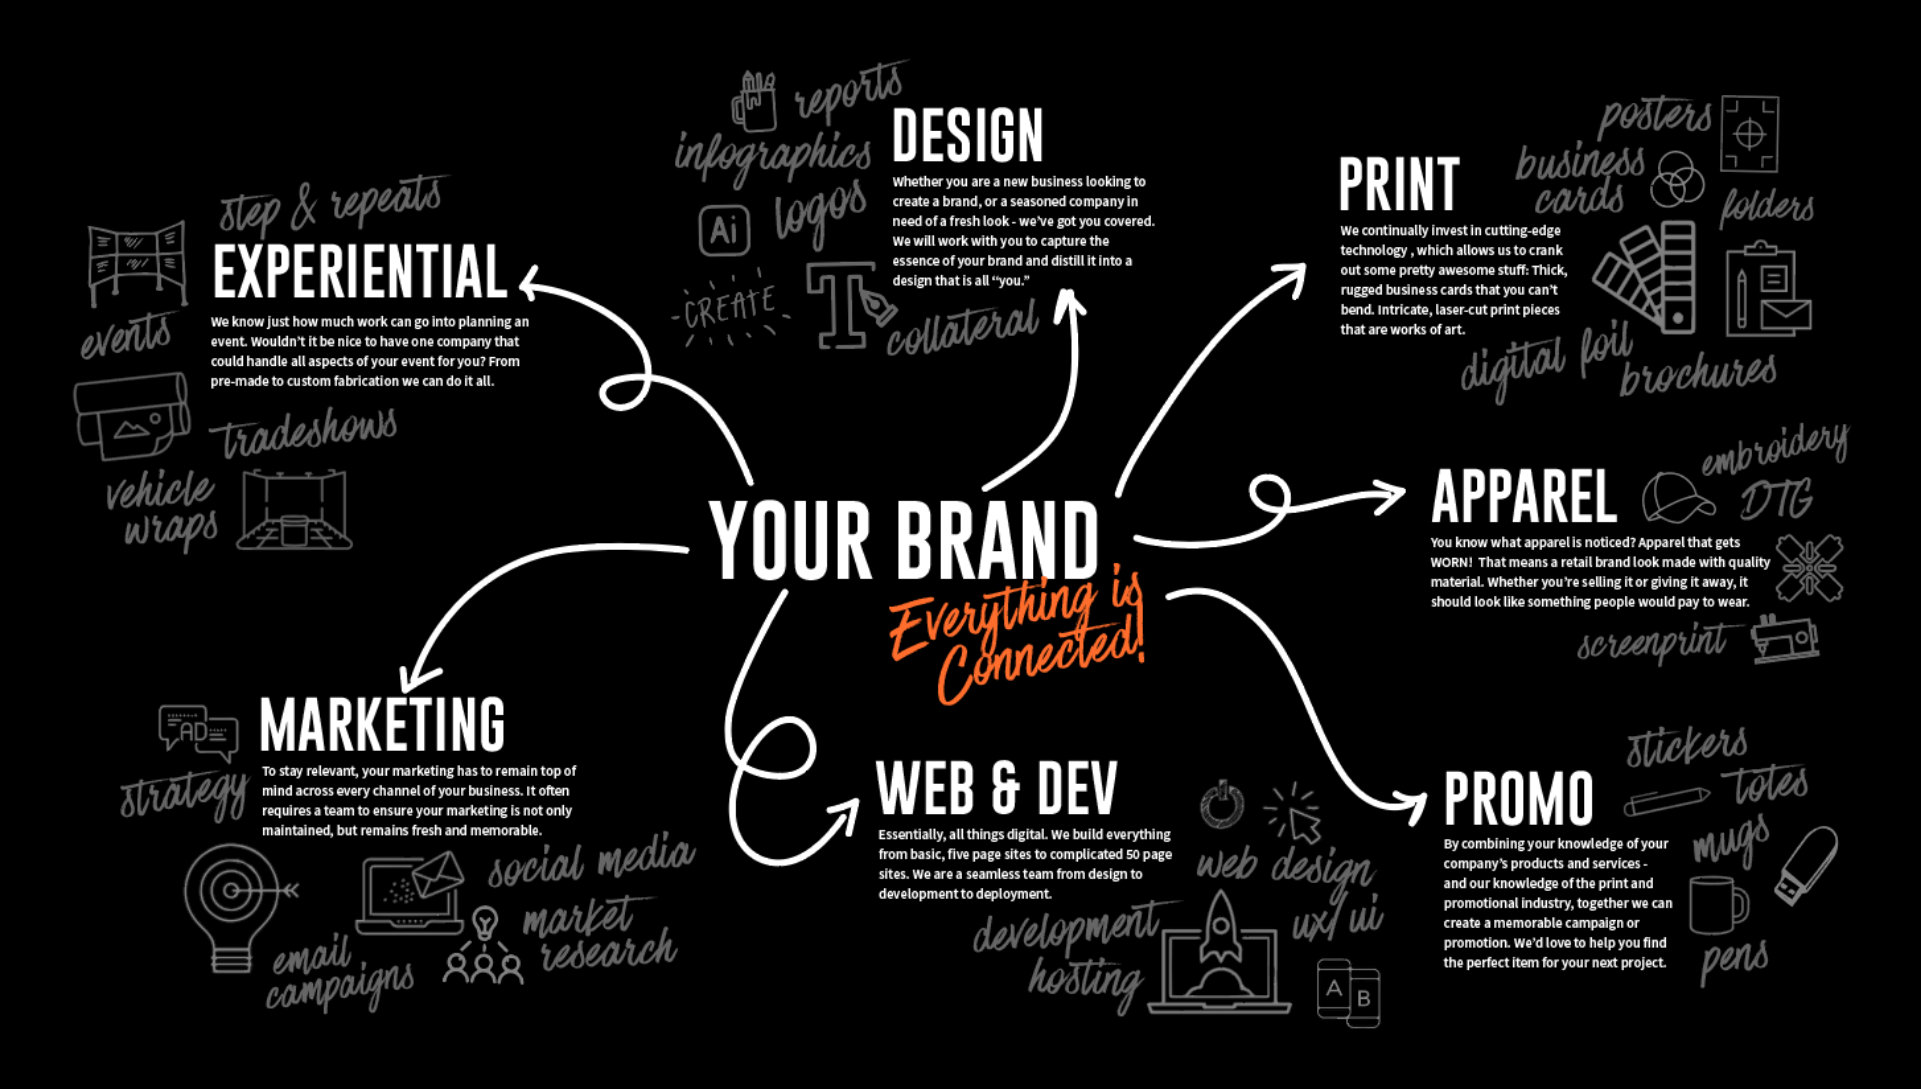 reports
infographics
logos
Ai
CREATE
collateral
DESIGN
Whether you are a new business looking to
create a brand, or a seasoned company in
need of a fresh look - we've got you covered.
We will work with you to capture the
essence of your brand and distill it into a
design that is all “you.”
posters
business
cards
folders
digital foil
brochures
PRINT
We continually invest in cutting-edge
technology , which allows us to crank
out some pretty awesome stuff: Thick,
rugged business cards that you can't
bend. Intricate, laser-cut print pieces
that are works of art.
step & repeats
EXPERIENTIAL
We know just how much work can go into planning an
event. Wouldn't it be nice to have one company that
could handle all aspects of your event for you? From
pre-made to custom fabrication we can do it all.
events
tradeshows
vehicle
wraps
YOUR BRAND
Everything is
Connected!
embroidery
DTG
APPAREL
You know what apparel is noticed? Apparel that gets
WORN!  That means a retail brand look made with quality
material. Whether you're selling it or giving it away, it
should look like something people would pay to wear.
screenprint
AD
MARKETING
To stay relevant, your marketing has to remain top of
mind across every channel of your business. It often
requires a team to ensure your marketing is not only
maintained, but remains fresh and memorable.
strategy
social media
market
research
email
campaigns
WEB & DEV
Essentially, all things digital. We build everything
from basic, five page sites to complicated 50 page
sites. We are a seamless team from design to
development to deployment.
web design
development
ux/ui
hosting
A
B
stickers
totes
mugs
pens
PROMO
By combining your knowledge of your
company's products and services -
and our knowledge of the print and
promotional industry, together we can
create a memorable campaign or
promotion. We'd love to help you find
the perfect item for your next project.